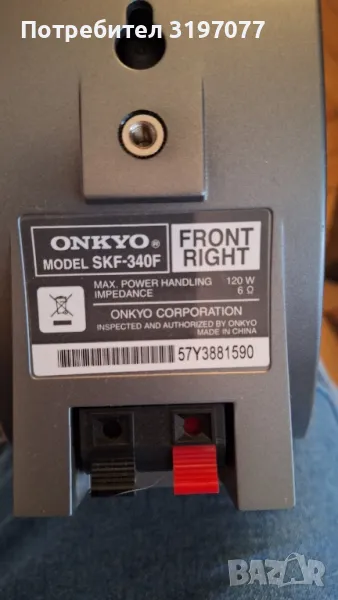 Потребител 3197077
ONKYO®
MODEL SKF-340F
FRONT
RIGHT
MAX. POWER HANDLING 120 W
IMPEDANCE 6 Ω
ONKYO CORPORATION
INSPECTED AND AUTHORIZED BY ONKYO
MADE IN CHINA
57Y3881590
BAZAR